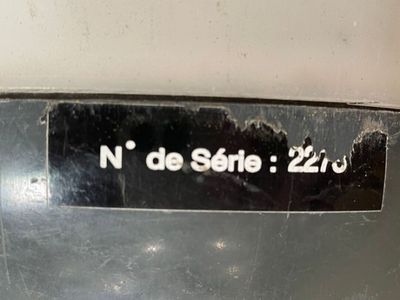 N° de Série :